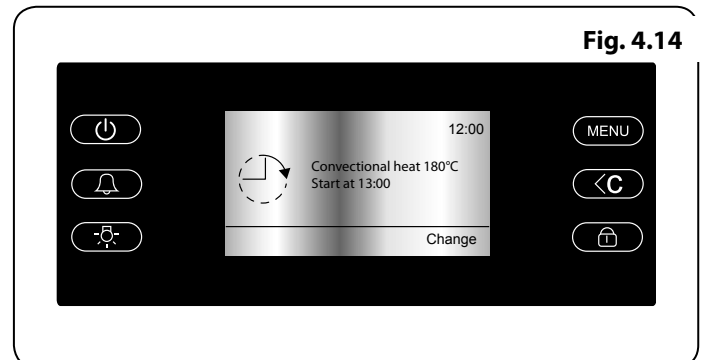 Fig. 4.14
12:00
MENU
Convectional heat 180°C
Start at 13:00
<C
Change